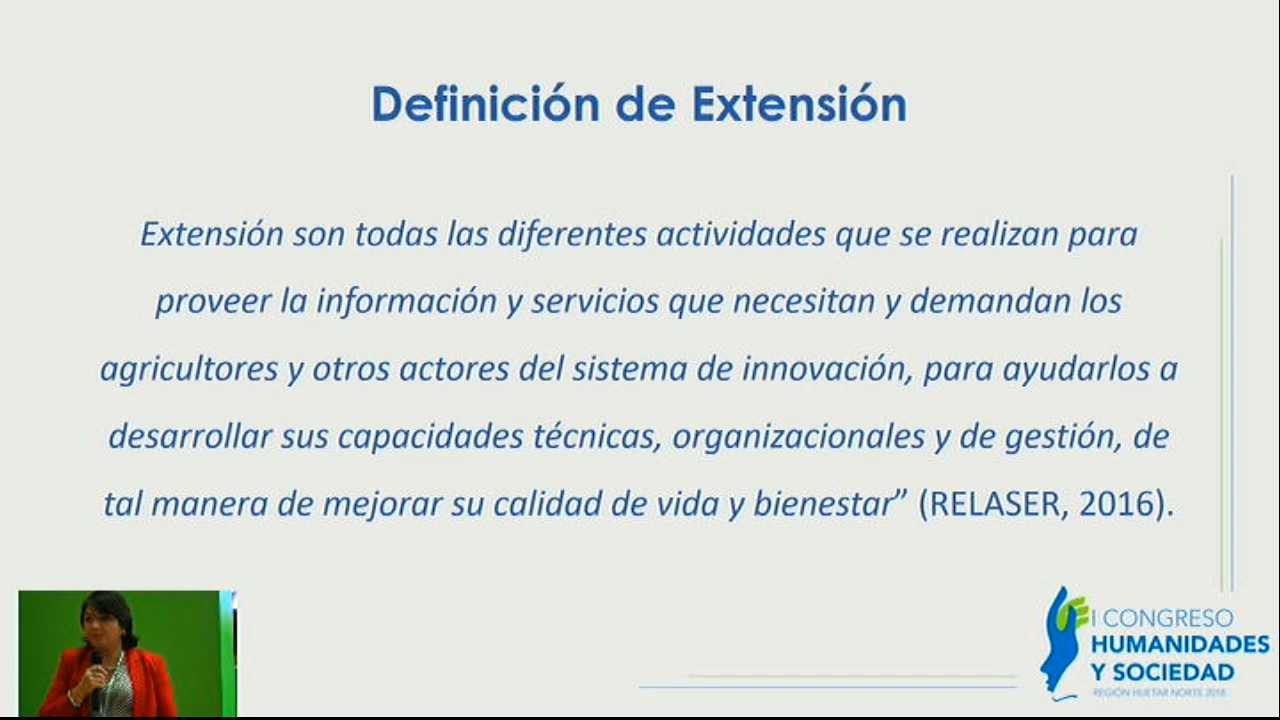 Definición de Extensión
Extensión son todas las diferentes actividades que se realizan para
proveer la información y servicios que necesitan y demandan los
agricultores y otros actores del sistema de innovación, para ayudarlos a
desarrollar sus capacidades técnicas, organizacionales y de gestión, de
tal manera de mejorar su calidad de vida y bienestar” (RELASER, 2016).
I CONGRESO
HUMANIDADES
Y SOCIEDAD
REGIÓN HUETAR NORTE 2018